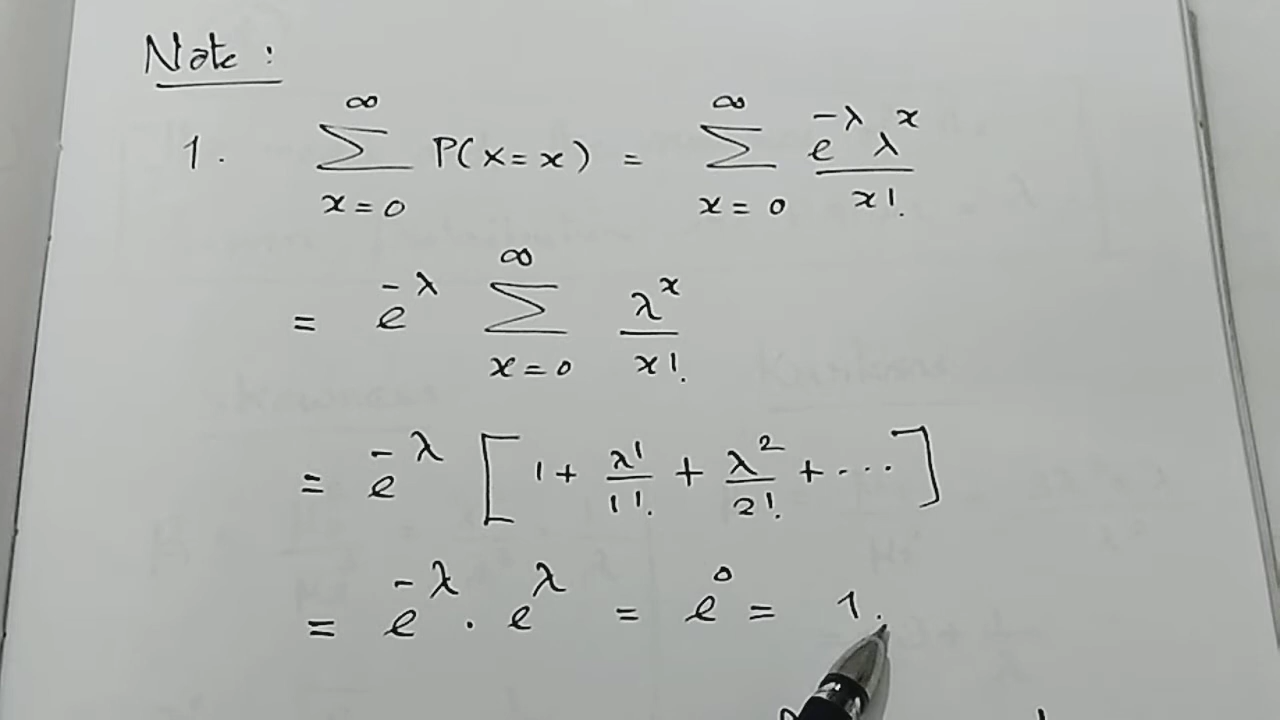 Note :
1. ∞∑x=0 P(X=x) = ∞∑x=0 e^-λ λ^x / x!
= e^-λ ∞∑x=0 λ^x / x!
= e^-λ [ 1 + λ^1/1! + λ^2/2! + ... ]
= e^-λ . e^λ = e^0 = 1.